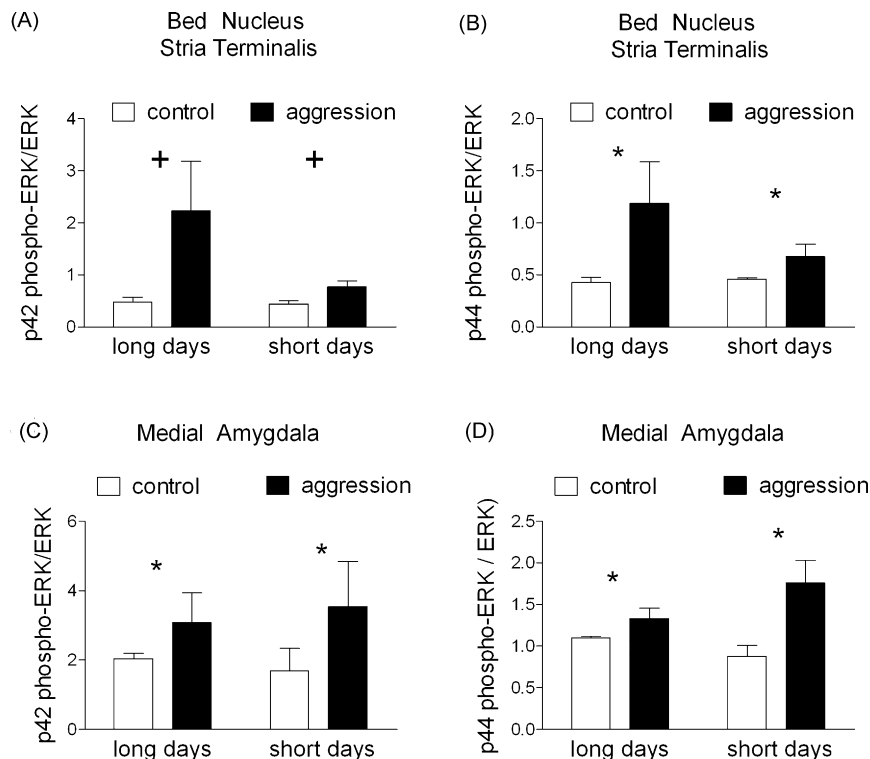 (A)
Bed Nucleus
Stria Terminalis
control
aggression
p42 phospho-ERK/ERK
4
3
2
1
0
+
+
long days
short days
(B)
Bed Nucleus
Stria Terminalis
control
aggression
p44 phospho-ERK/ERK
2.0
1.5
1.0
0.5
0.0
*
*
long days
short days
(C)
Medial Amygdala
control
aggression
p42 phospho-ERK/ERK
6
4
2
0
*
*
long days
short days
(D)
Medial Amygdala
control
aggression
p44 phospho-ERK / ERK)
2.5
2.0
1.5
1.0
0.5
0.0
*
*
long days
short days